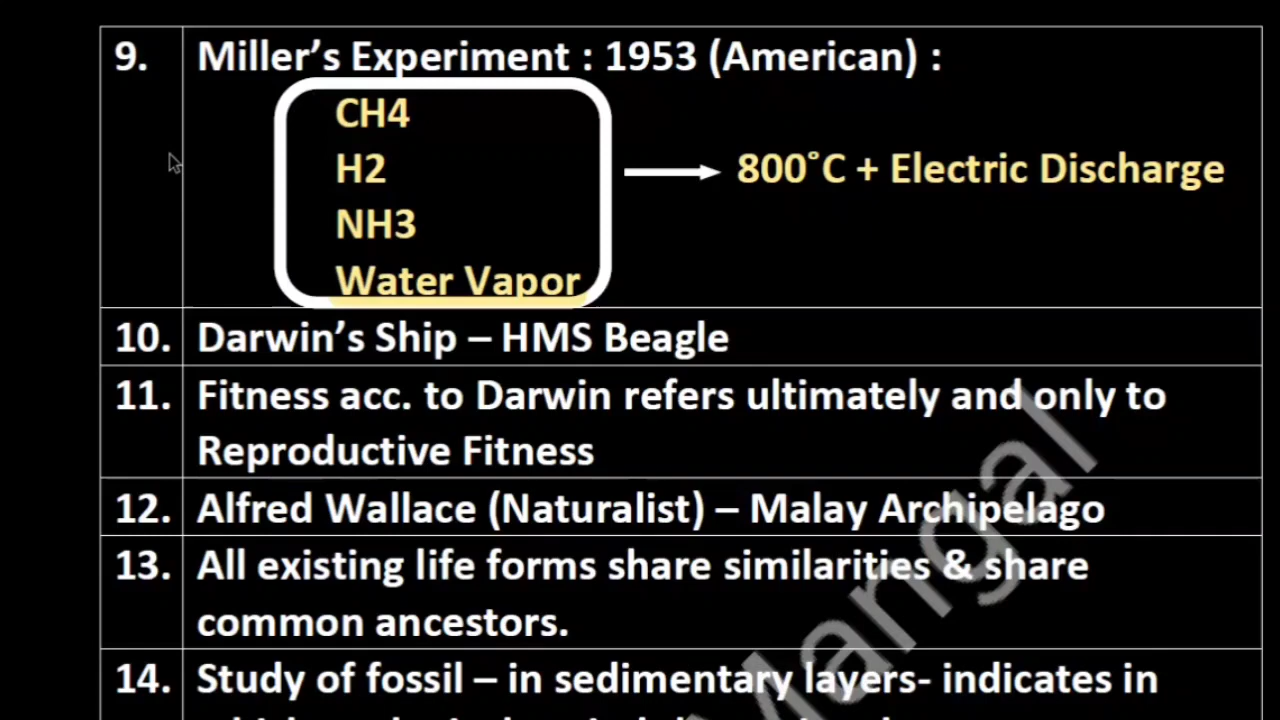 9. Miller’s Experiment : 1953 (American) :
CH4
H2
NH3
Water Vapor
800˚C + Electric Discharge
10. Darwin’s Ship – HMS Beagle
11. Fitness acc. to Darwin refers ultimately and only to
Reproductive Fitness
12. Alfred Wallace (Naturalist) – Malay Archipelago
13. All existing life forms share similarities & share
common ancestors.
14. Study of fossil – in sedimentary layers- indicates in
Mangal